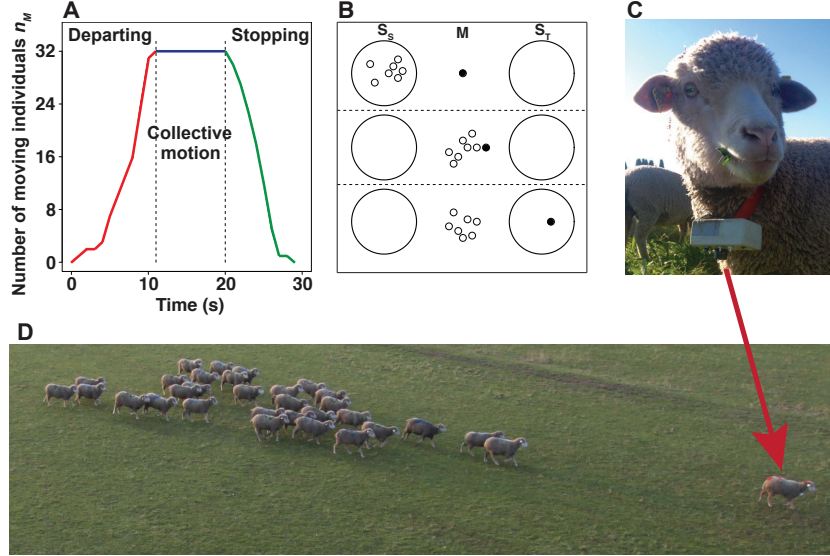 A
Number of moving individuals n_M
32
24
16
8
0
Departing
Stopping
Collective
motion
0
10
20
30
Time (s)
B
S_S
M
S_T
C
D